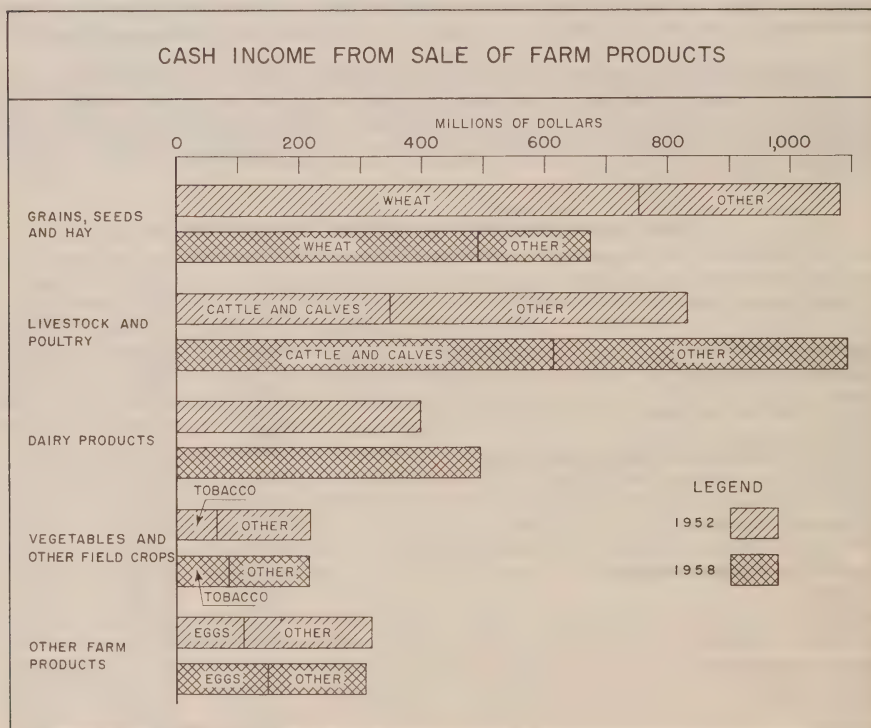 CASH INCOME FROM SALE OF FARM PRODUCTS
MILLIONS OF DOLLARS
0 200 400 600 800 1,000
GRAINS, SEEDS
AND HAY
WHEAT OTHER
WHEAT OTHER
LIVESTOCK AND
POULTRY
CATTLE AND CALVES OTHER
CATTLE AND CALVES OTHER
DAIRY PRODUCTS
VEGETABLES AND
OTHER FIELD CROPS
TOBACCO
OTHER
OTHER
TOBACCO
OTHER FARM
PRODUCTS
EGGS OTHER
EGGS OTHER
LEGEND
1952
1958